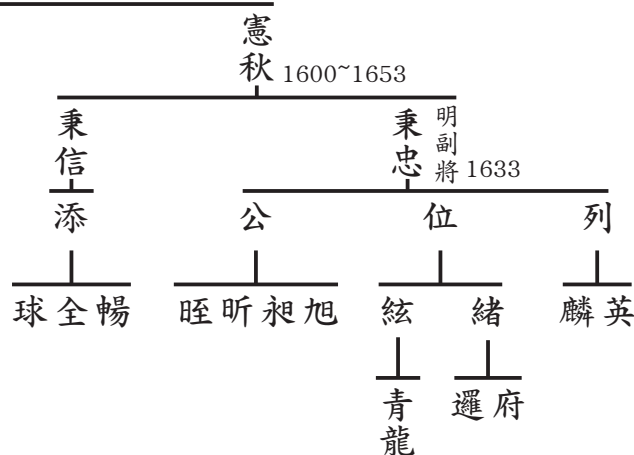 憲秋 1600~1653
秉信
秉忠 明副將 1633
添
公
位
列
球全暢
晊昕昶旭
絃
緒
麟英
青龍
邏府